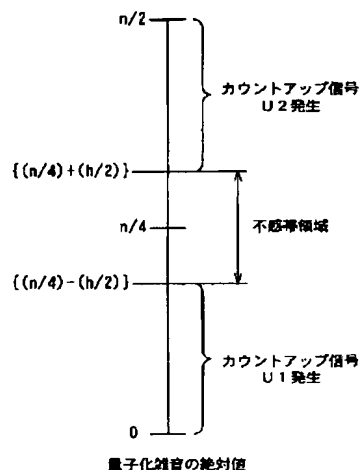 n/2
カウントアップ信号
U2発生
{(n/4)+(h/2)}
n/4
不感帯領域
{(n/4)-(h/2)}
カウントアップ信号
U1発生
0
量子化雑音の絶対値